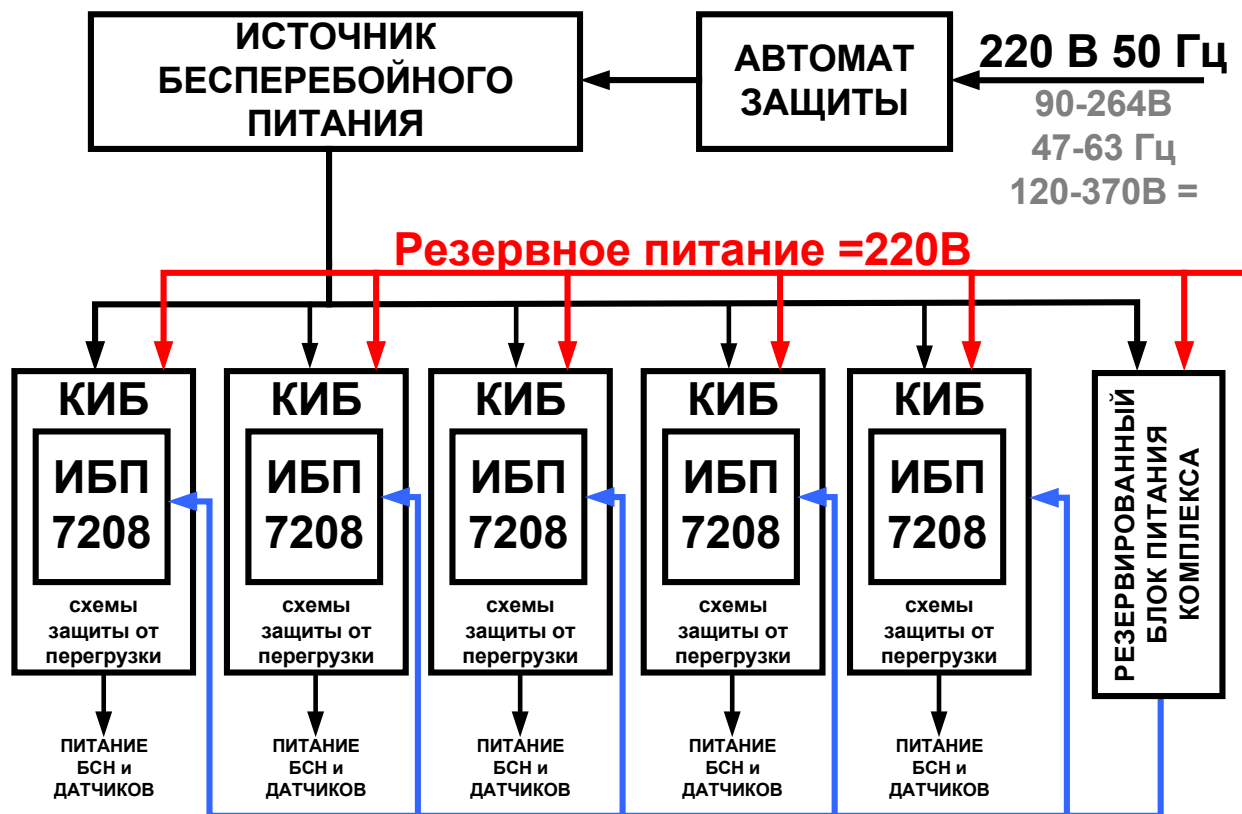 ИСТОЧНИК
БЕСПЕРЕБОЙНОГО
ПИТАНИЯ
АВТОМАТ
ЗАЩИТЫ
220 В 50 Гц
90-264В
47-63 Гц
120-370В =
Резервное питание =220В
КИБ
ИБП
7208
схемы
защиты от
перегрузки
ПИТАНИЕ
БСН и
ДАТЧИКОВ
КИБ
ИБП
7208
схемы
защиты от
перегрузки
ПИТАНИЕ
БСН и
ДАТЧИКОВ
КИБ
ИБП
7208
схемы
защиты от
перегрузки
ПИТАНИЕ
БСН и
ДАТЧИКОВ
КИБ
ИБП
7208
схемы
защиты от
перегрузки
ПИТАНИЕ
БСН и
ДАТЧИКОВ
КИБ
ИБП
7208
схемы
защиты от
перегрузки
ПИТАНИЕ
БСН и
ДАТЧИКОВ
РЕЗЕРВИРОВАННЫЙ
БЛОК ПИТАНИЯ
КОМПЛЕКСА